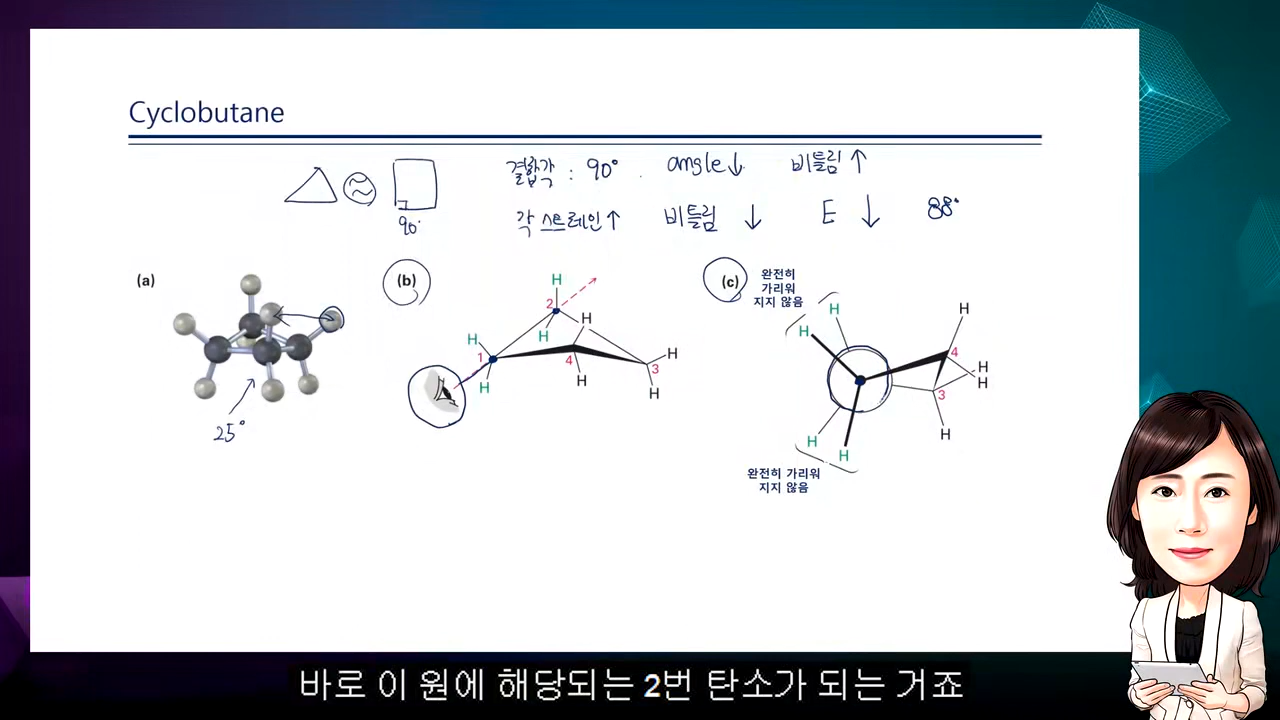 Cyclobutane
결합각 : 90° angle↓ 비틀림↑
90°
각 스트레인↑ 비틀림 ↓ E ↓ 88°
(a)
25°
(b)
H
2
H
H
H
1
H
4
H
H
3
H
(c)
완전히
가리워
지지 않음
H
H
H
4
H
H
3
H
H
H
완전히 가리워
지지 않음
바로 이 원에 해당되는 2번 탄소가 되는 거죠